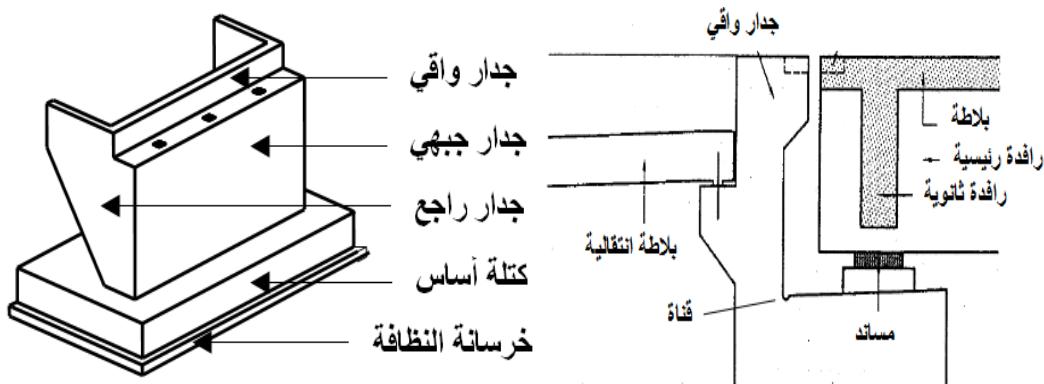 جدار واقي
جدار جبهي
جدار راجع
كتلة أساس
خرسانة النظافة
جدار واقي
بلاطة
رافدة رئيسية
رافدة ثانوية
بلاطة انتقالية
قناة
مساند